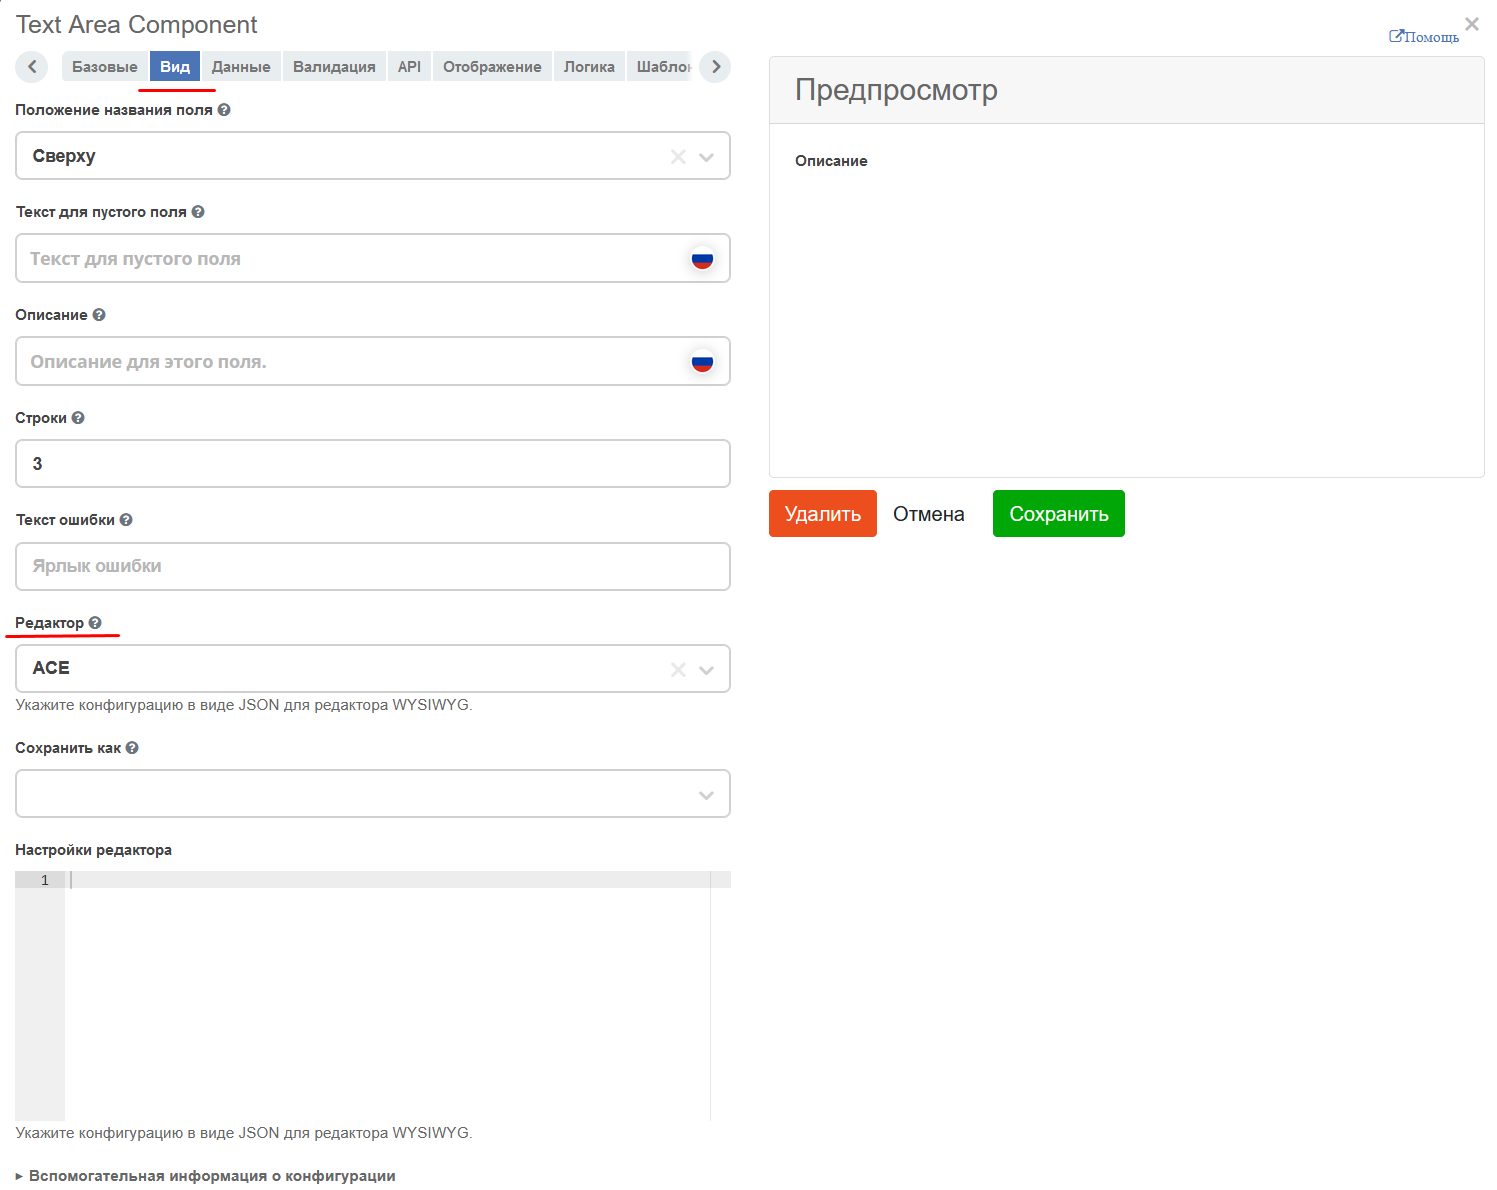 Text Area Component
Помощь
Базовые Вид Данные Валидация API Отображение Логика Шабло
Положение названия поля
Сверху
Текст для пустого поля
Текст для пустого поля
Описание
Описание для этого поля.
Строки
3
Текст ошибки
Ярлык ошибки
Редактор
ACE
Укажите конфигурацию в виде JSON для редактора WYSIWYG.
Сохранить как
Настройки редактора
1
Укажите конфигурацию в виде JSON для редактора WYSIWYG.
Вспомогательная информация о конфигурации
Предпросмотр
Описание
Удалить Отмена Сохранить